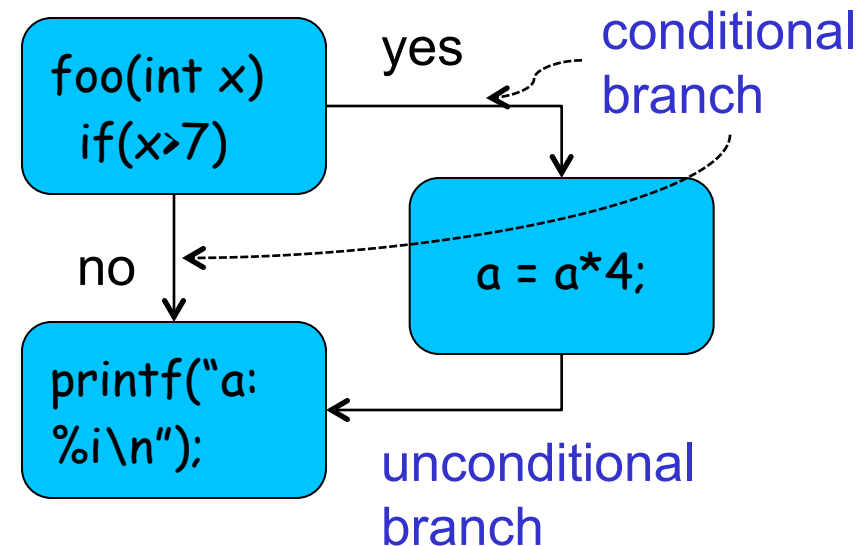 foo(int x)
if(x>7)
yes
conditional
branch
no
a = a*4;
printf(“a:
%i\n”);
unconditional
branch